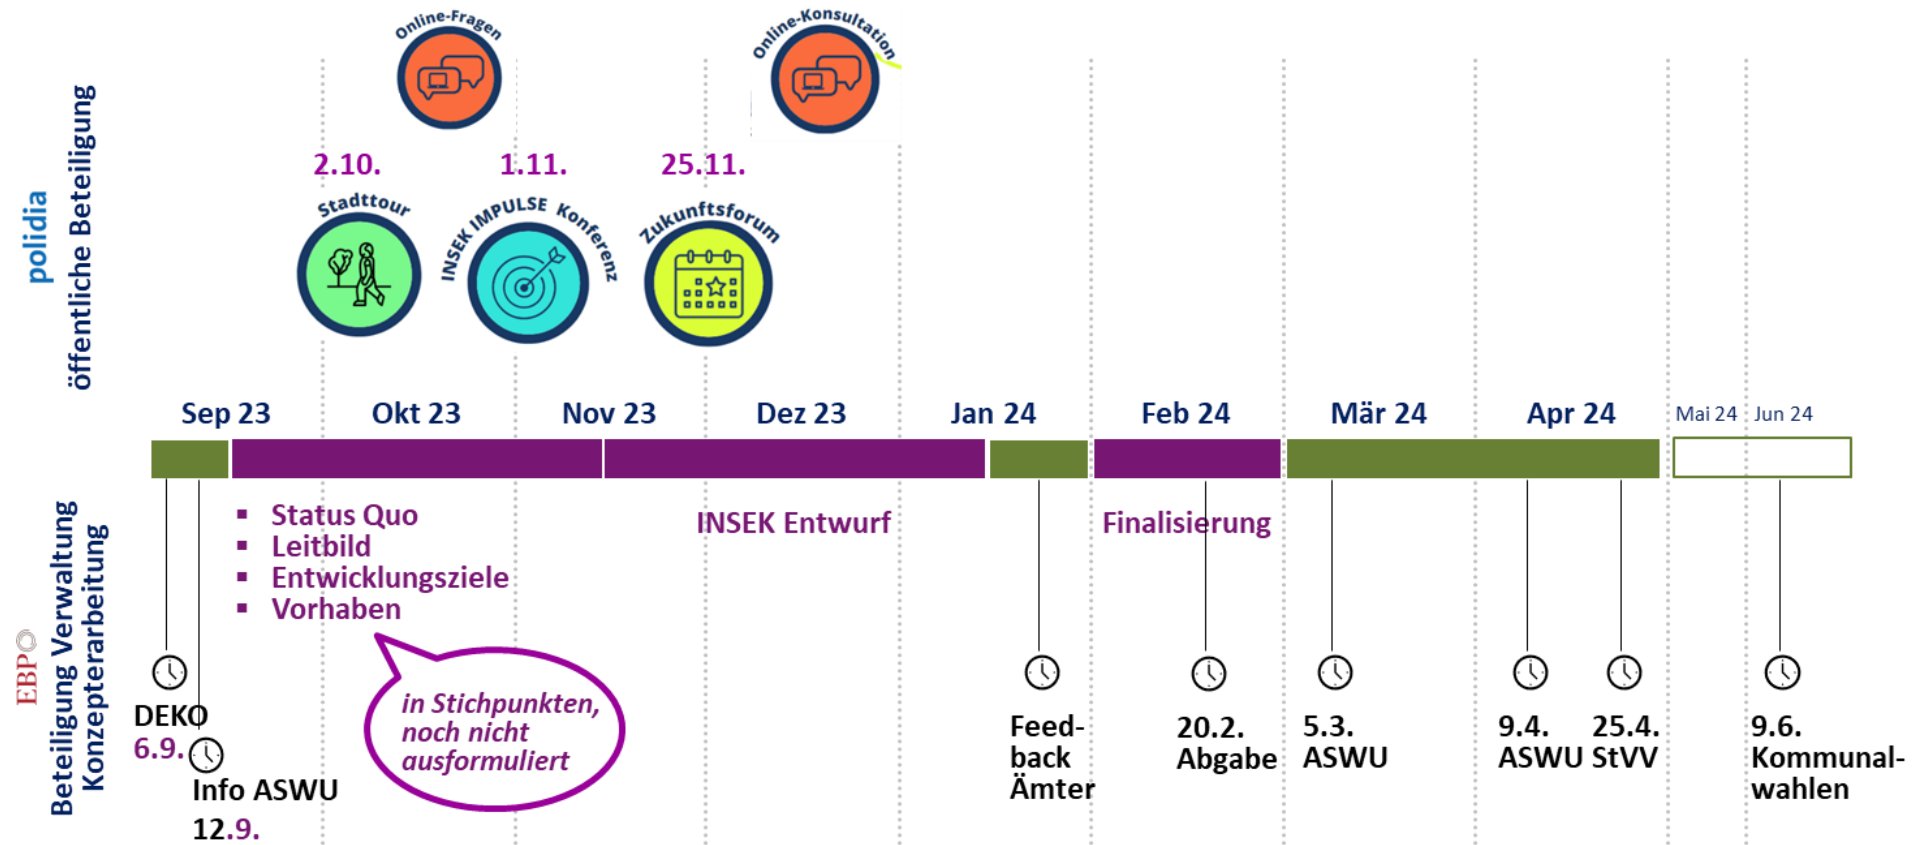 Online-Fragen
Online-Konsultation
2.10.
1.11.
25.11.
Stadttour
INSEK IMPULSE Konferenz
Zukunftsforum
polidia
öffentliche Beteiligung
Sep 23
Okt 23
Nov 23
Dez 23
Jan 24
Feb 24
Mär 24
Apr 24
Mai 24
Jun 24
EBP
Beteiligung Verwaltung
Konzepterarbeitung
▪ Status Quo
▪ Leitbild
▪ Entwicklungsziele
▪ Vorhaben
INSEK Entwurf
Finalisierung
in Stichpunkten,
noch nicht
ausformuliert
DEKO
6.9.
Info ASWU
12.9.
Feed-
back
Ämter
20.2.
Abgabe
5.3.
ASWU
9.4.
ASWU
25.4.
StVV
9.6.
Kommunal-
wahlen